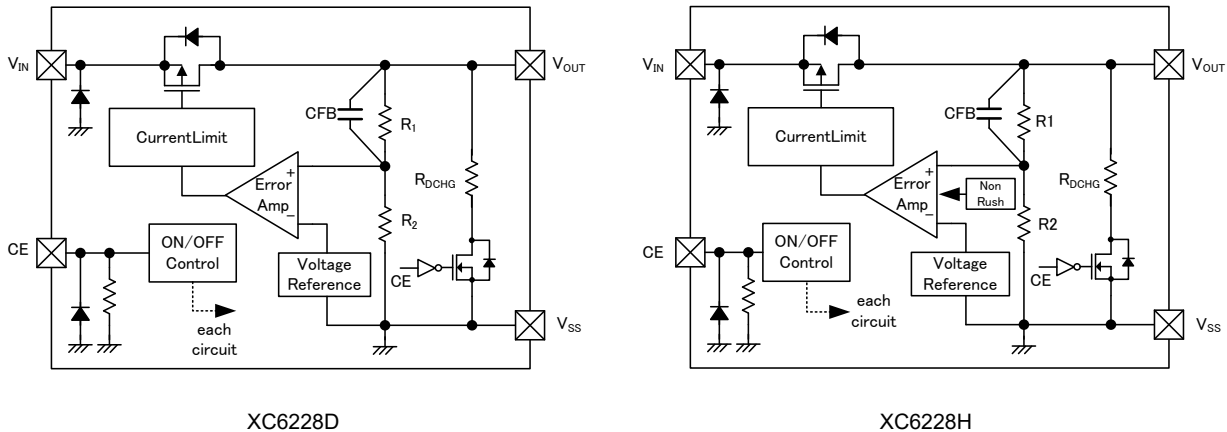 VIN
VOUT
CFB
R1
CurrentLimit
RDCHG
Error
Amp
+
-
R2
CE
ON/OFF
Control
Voltage
Reference
CE
each
circuit
VSS
XC6228D
VIN
VOUT
CFB
R1
CurrentLimit
RDCHG
Error
Amp
+
-
Non
Rush
R2
CE
ON/OFF
Control
Voltage
Reference
CE
each
circuit
VSS
XC6228H